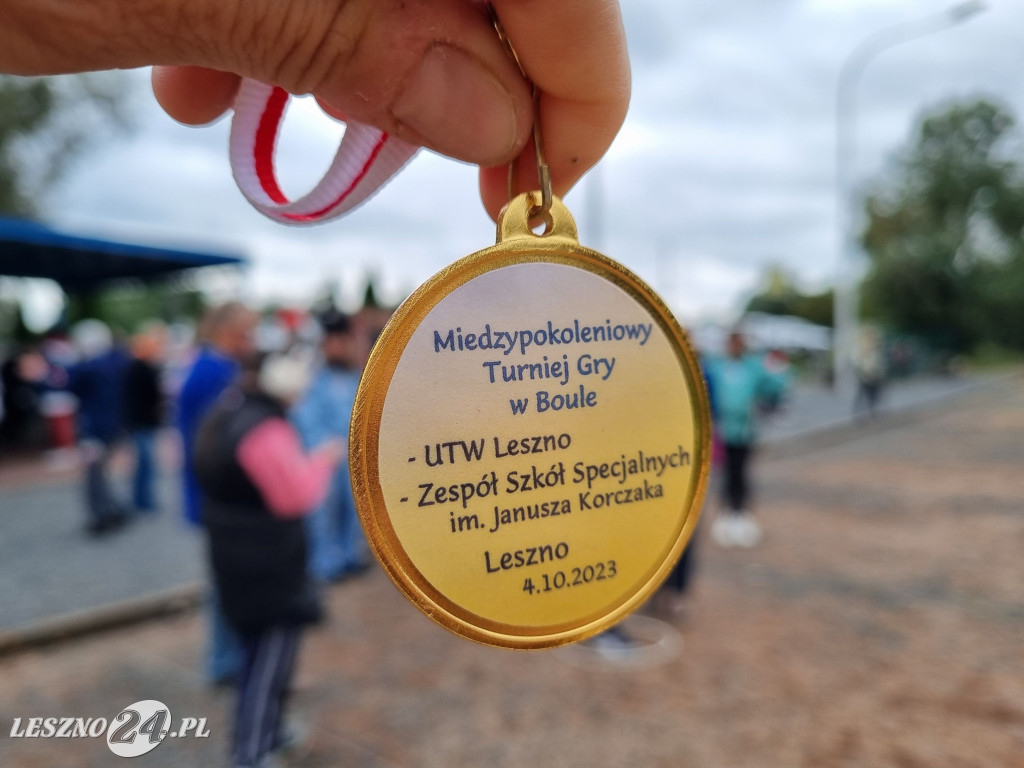 Miedzypokoleniowy
Turniej Gry
w Boule
- UTW Leszno
- Zespół Szkół Specjalnych
im. Janusza Korczaka
Leszno
4.10.2023
LESZNO24.PL